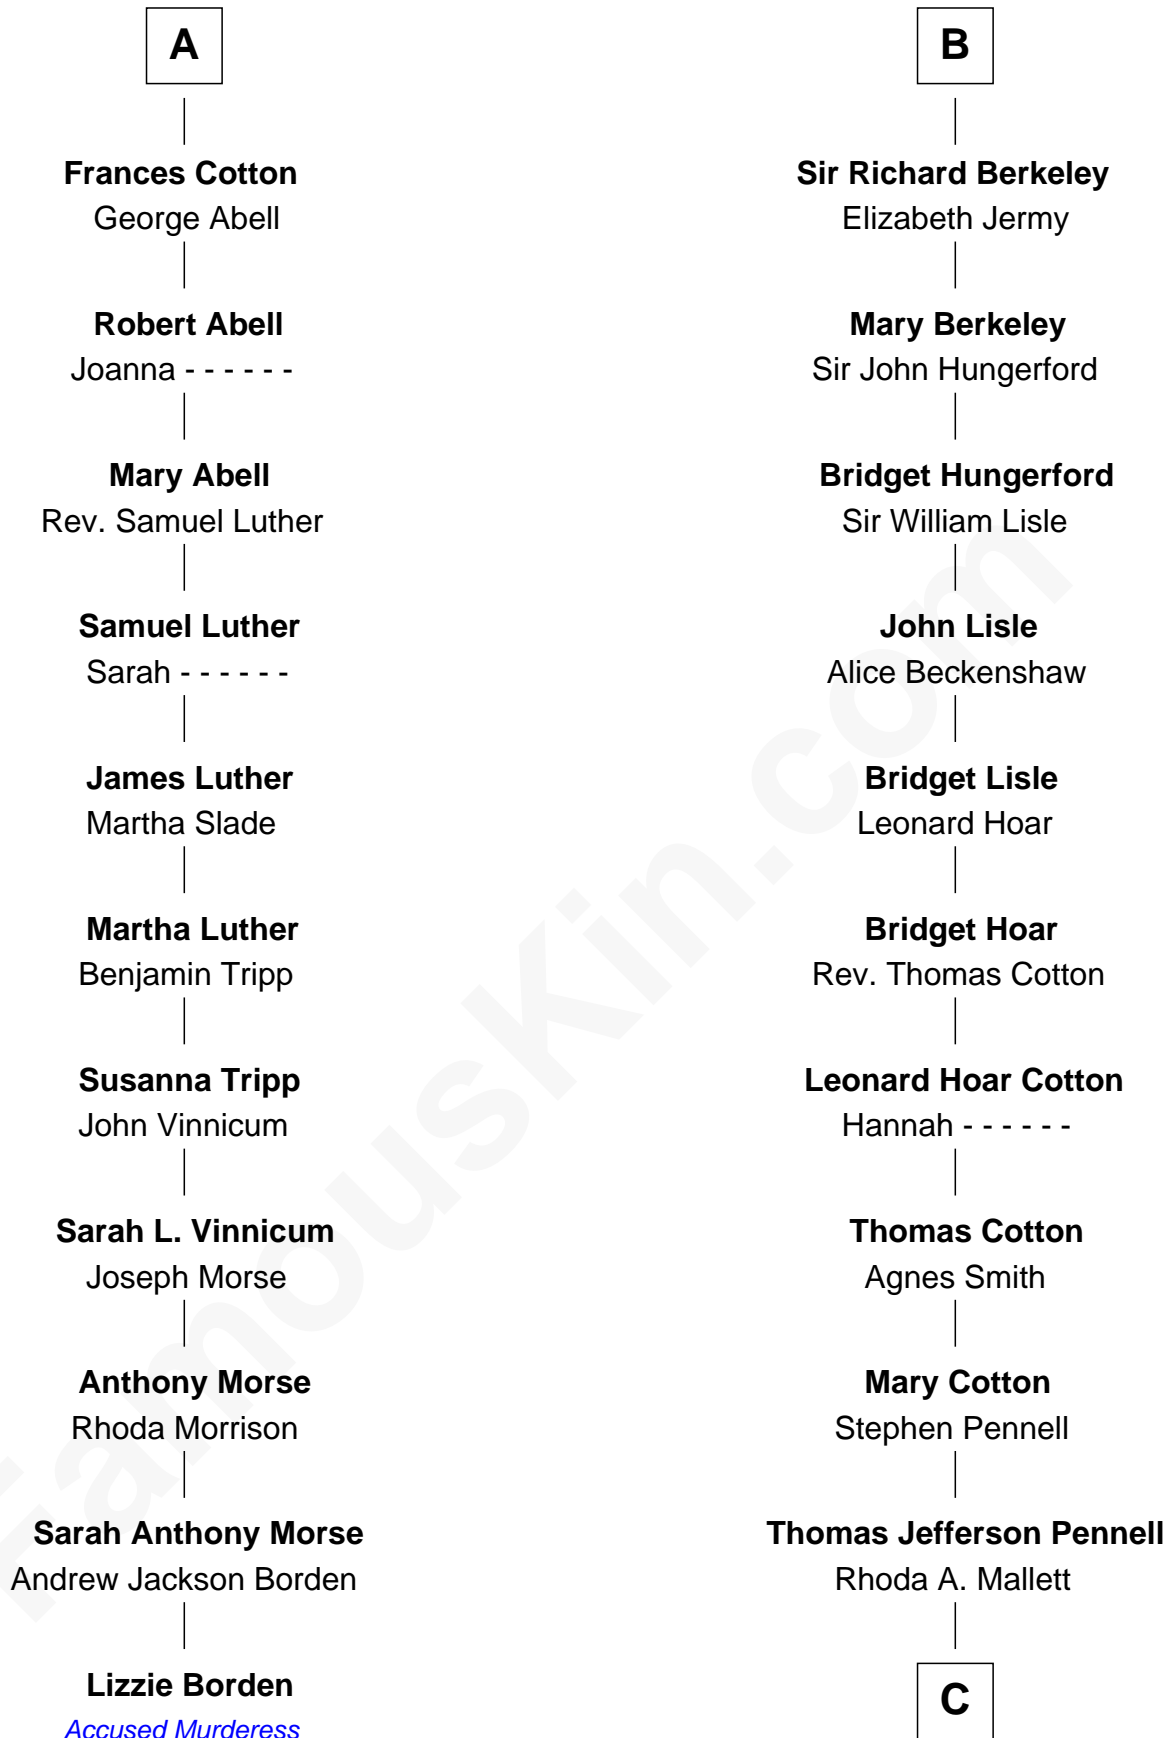 A
Frances Cotton
George Abell
Robert Abell
Joanna - - - - - -
Mary Abell
Rev. Samuel Luther
Samuel Luther
Sarah - - - - - -
James Luther
Martha Slade
Martha Luther
Benjamin Tripp
Susanna Tripp
John Vinnicum
Sarah L. Vinnicum
Joseph Morse
Anthony Morse
Rhoda Morrison
Sarah Anthony Morse
Andrew Jackson Borden
Lizzie Borden
Accused Murderess
B
Sir Richard Berkeley
Elizabeth Jermy
Mary Berkeley
Sir John Hungerford
Bridget Hungerford
Sir William Lisle
John Lisle
Alice Beckenshaw
Bridget Lisle
Leonard Hoar
Bridget Hoar
Rev. Thomas Cotton
Leonard Hoar Cotton
Hannah - - - - - -
Thomas Cotton
Agnes Smith
Mary Cotton
Stephen Pennell
Thomas Jefferson Pennell
Rhoda A. Mallett
C
FamousKin.com